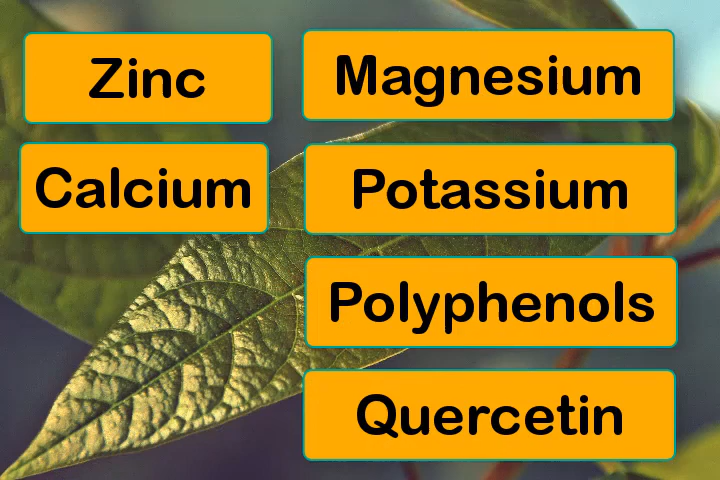 Zinc
Magnesium
Calcium
Potassium
Polyphenols
Quercetin